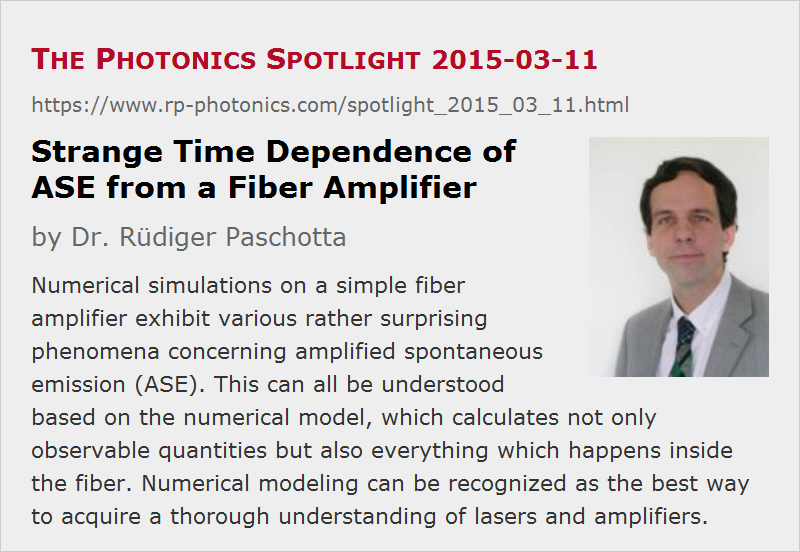 THE PHOTONICS SPOTLIGHT 2015-03-11
https://www.rp-photonics.com/spotlight_2015_03_11.html
Strange Time Dependence of
ASE from a Fiber Amplifier
by Dr. Rüdiger Paschotta
Numerical simulations on a simple fiber
amplifier exhibit various rather surprising
phenomena concerning amplified spontaneous
emission (ASE). This can all be understood
based on the numerical model, which calculates not only
observable quantities but also everything which happens inside
the fiber. Numerical modeling can be recognized as the best way
to acquire a thorough understanding of lasers and amplifiers.